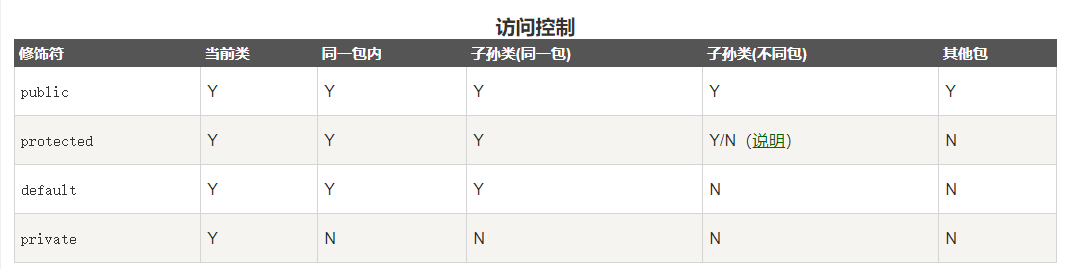 访问控制
修饰符 当前类 同一包内 子孙类(同一包) 子孙类(不同包) 其他包
public Y Y Y Y Y
protected Y Y Y Y/N（说明） N
default Y Y Y N N
private Y N N N N